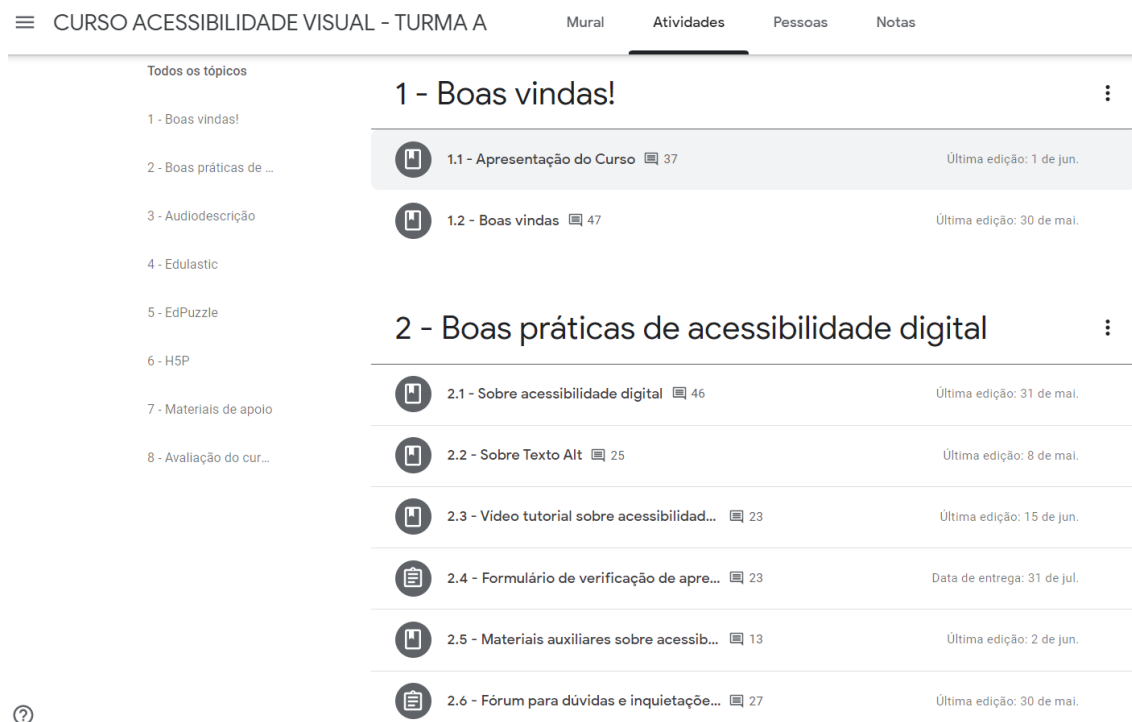 CURSO ACESSIBILIDADE VISUAL - TURMA A
Mural
Atividades
Pessoas
Notas
Todos os tópicos
1 - Boas vindas!
2 - Boas práticas de ...
3 - Audiodescrição
4 - Edulastic
5 - EdPuzzle
6 - H5P
7 - Materiais de apoio
8 - Avaliação do cur...
1 - Boas vindas!
1.1 - Apresentação do Curso 37 Última edição: 1 de jun.
1.2 - Boas vindas 47 Última edição: 30 de mai.
2 - Boas práticas de acessibilidade digital
2.1 - Sobre acessibilidade digital 46 Última edição: 31 de mai.
2.2 - Sobre Texto Alt 25 Última edição: 8 de mai.
2.3 - Video tutorial sobre acessibilidad... 23 Última edição: 15 de jun.
2.4 - Formulário de verificação de apre... 23 Data de entrega: 31 de jul.
2.5 - Materiais auxiliares sobre acessib... 13 Última edição: 2 de jun.
2.6 - Fórum para dúvidas e inquietaçõe... 27 Última edição: 30 de mai.